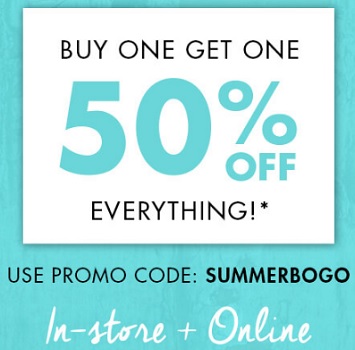 BUY ONE GET ONE
50% OFF
EVERYTHING!*
USE PROMO CODE: SUMMERBOGO
In-store + Online